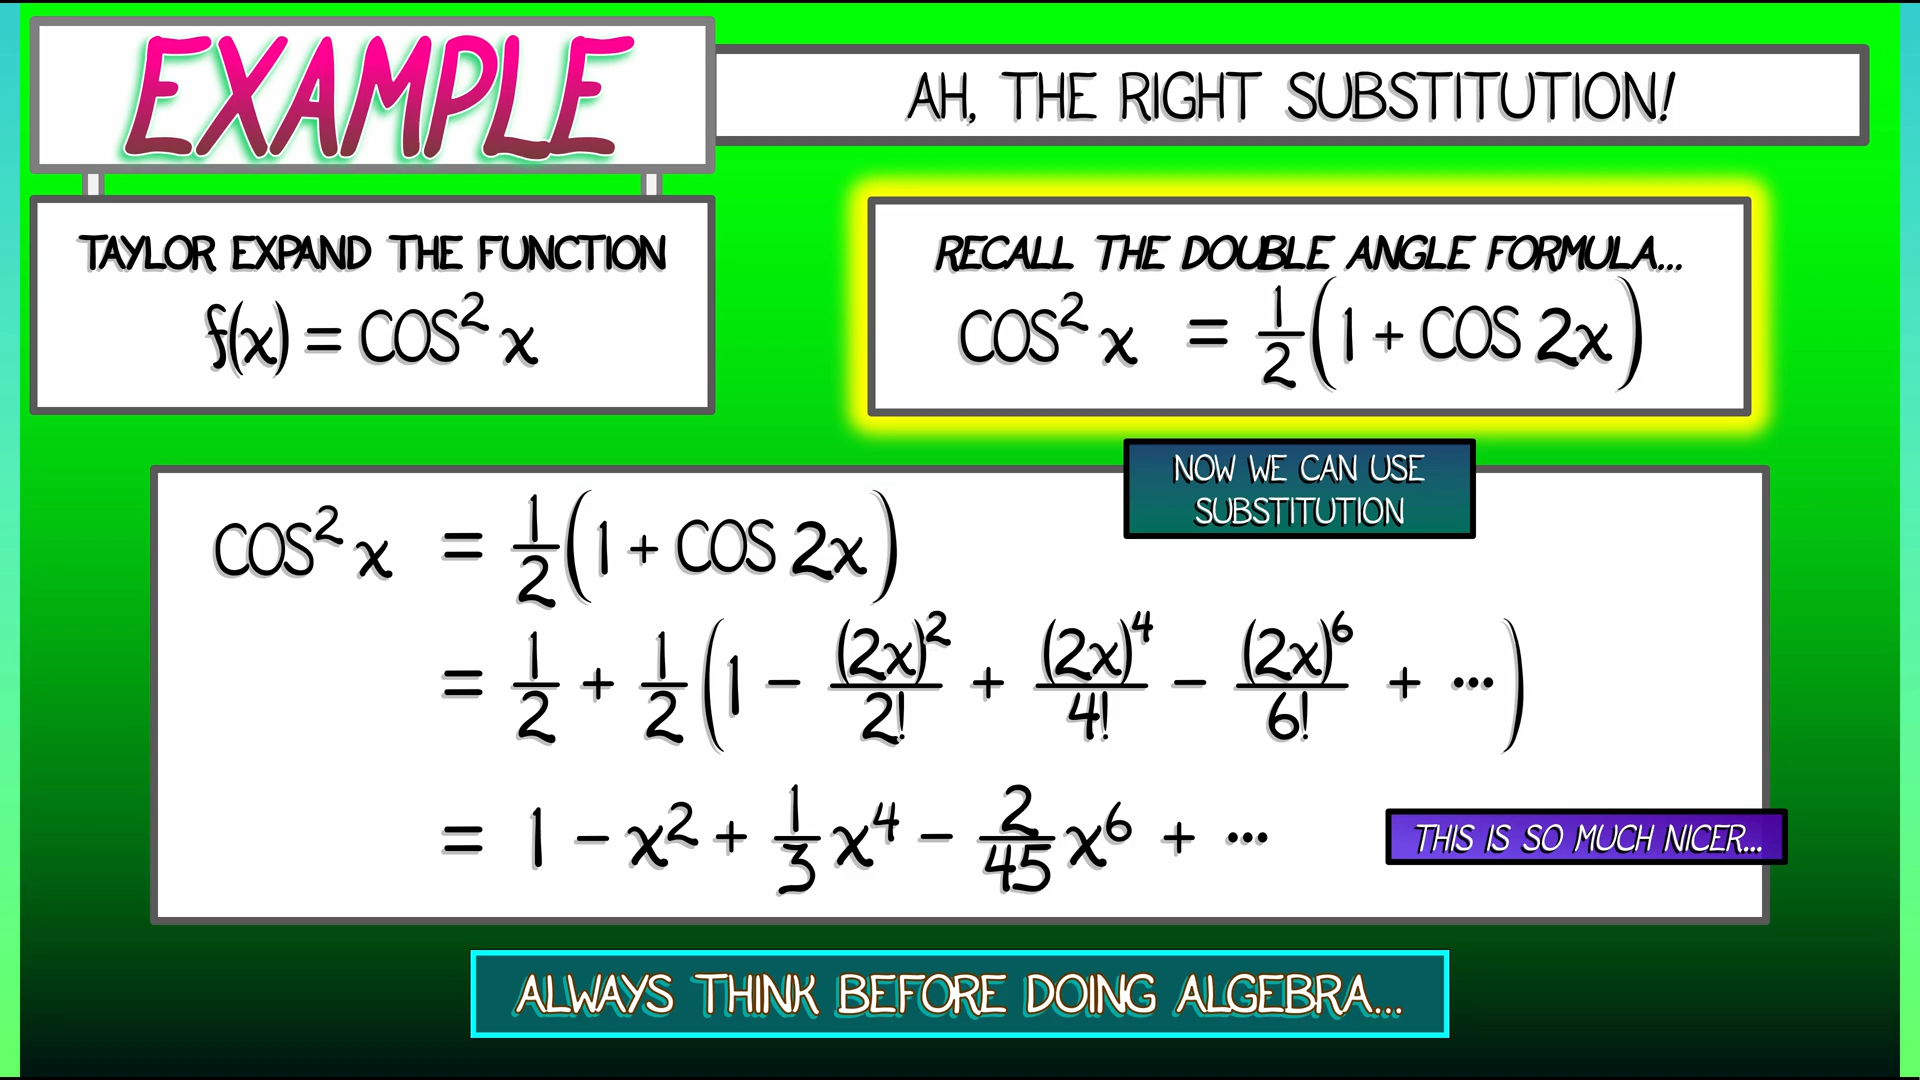 EXAMPLE
AH, THE RIGHT SUBSTITUTION!
TAYLOR EXPAND THE FUNCTION
f(x) = COS² x
RECALL THE DOUBLE ANGLE FORMULA...
COS² x = 1/2 (1 + COS 2x)
NOW WE CAN USE
SUBSTITUTION
COS² x = 1/2 (1 + COS 2x)
= 1/2 + 1/2 (1 - (2x)²/2! + (2x)⁴/4! - (2x)⁶/6! + ···)
= 1 - x² + 1/3 x⁴ - 2/45 x⁶ + ···
THIS IS SO MUCH NICER...
ALWAYS THINK BEFORE DOING ALGEBRA...